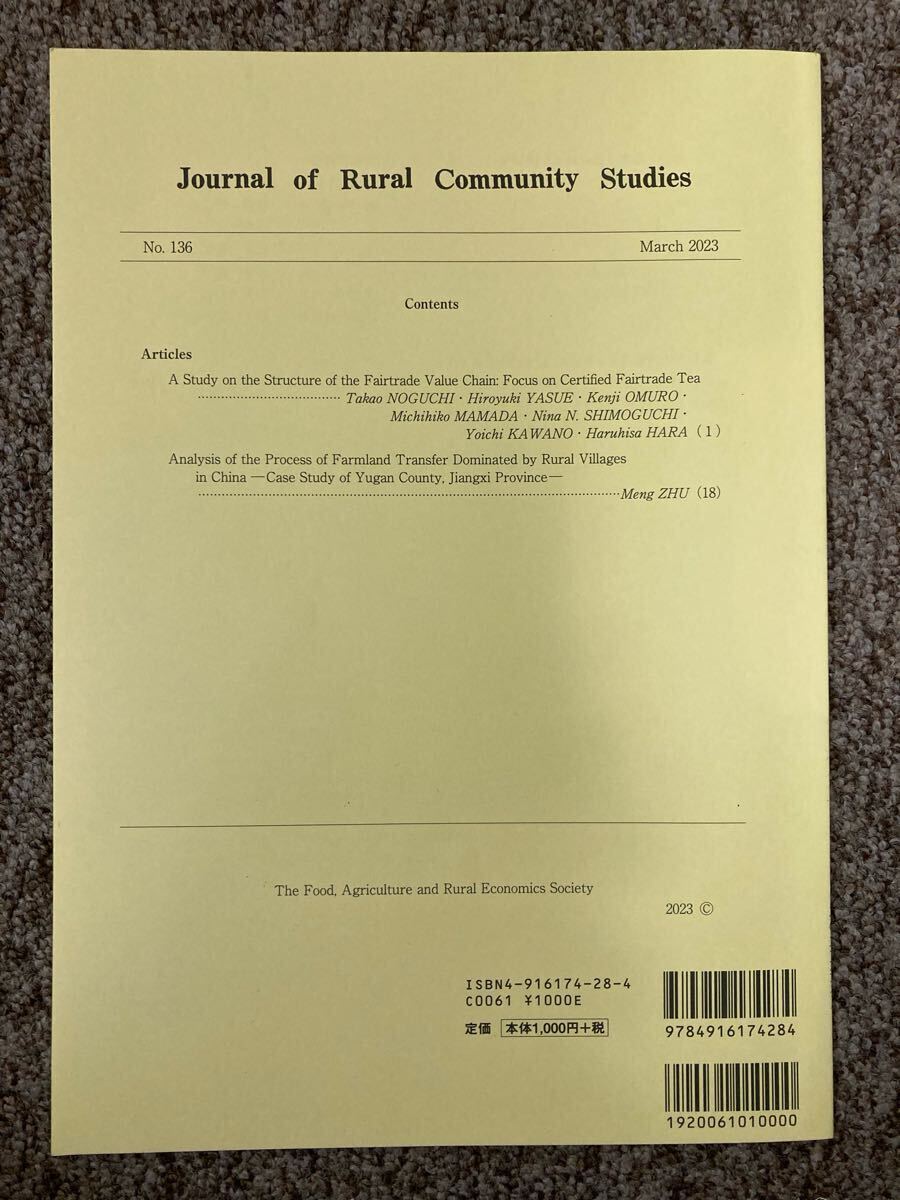 Journal of Rural Community Studies
No. 136 March 2023
Contents
Articles
A Study on the Structure of the Fairtrade Value Chain: Focus on Certified Fairtrade Tea
····································· Takao NOGUCHI · Hiroyuki YASUE · Kenji OMURO ·
Michihiko MAMADA · Nina N. SHIMOGUCHI ·
Yoichi KAWANO · Haruhisa HARA (1)
Analysis of the Process of Farmland Transfer Dominated by Rural Villages
in China —Case Study of Yugan County, Jiangxi Province—
·····························································································Meng ZHU (18)
The Food, Agriculture and Rural Economics Society
2023 ©
ISBN4-916174-28-4
C0061 ¥1000E
定価 本体1,000円+税
9784916174284
1920061010000